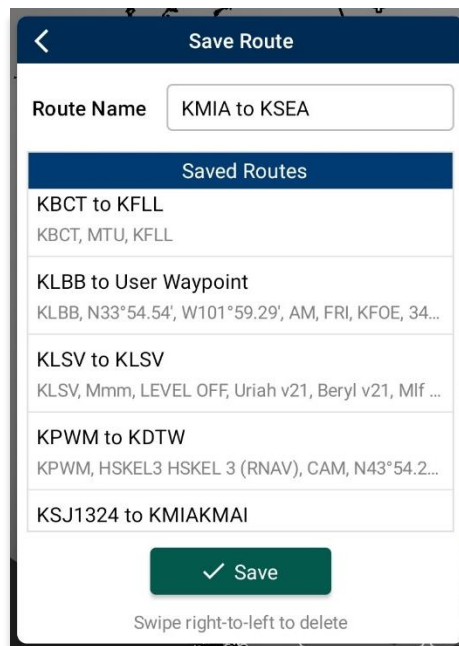 Save Route
Route Name KMIA to KSEA
Saved Routes
KBCT to KFLL
KBCT, MTU, KFLL
KLBB to User Waypoint
KLBB, N33°54.54', W101°59.29', AM, FRI, KFOE, 34...
KLSV to KLSV
KLSV, Mmm, LEVEL OFF, Uriah v21, Beryl v21, Mlf ...
KPWM to KDTW
KPWM, HSKEL3 HSKEL 3 (RNAV), CAM, N43°54.2...
KSJ1324 to KMIAKMAI
Save
Swipe right-to-left to delete